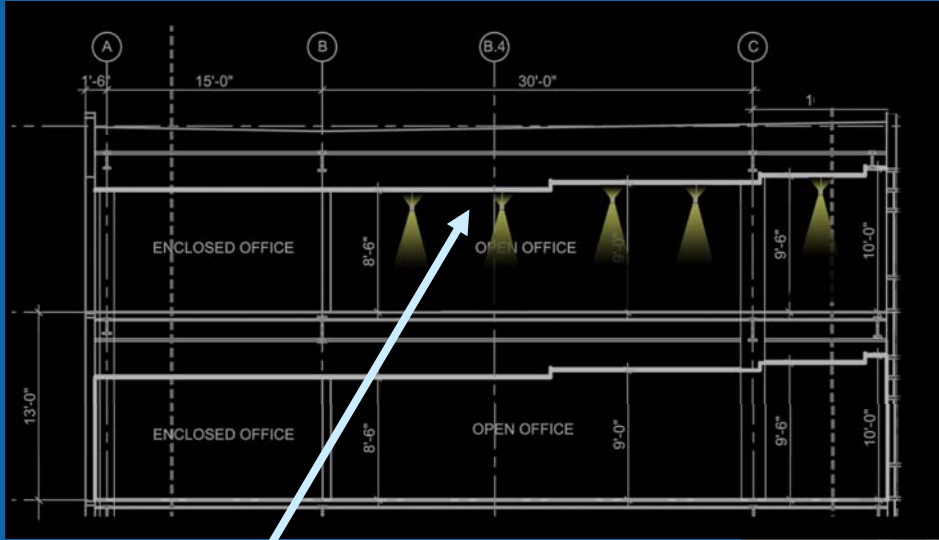 A B B.4 C
1'-6" 15'-0" 30'-0"
1
ENCLOSED OFFICE 8'-6" OPEN OFFICE 9'-0" 9'-6" 10'-0"
13'-0"
ENCLOSED OFFICE 8'-6" OPEN OFFICE 9'-0" 9'-6" 10'-0"